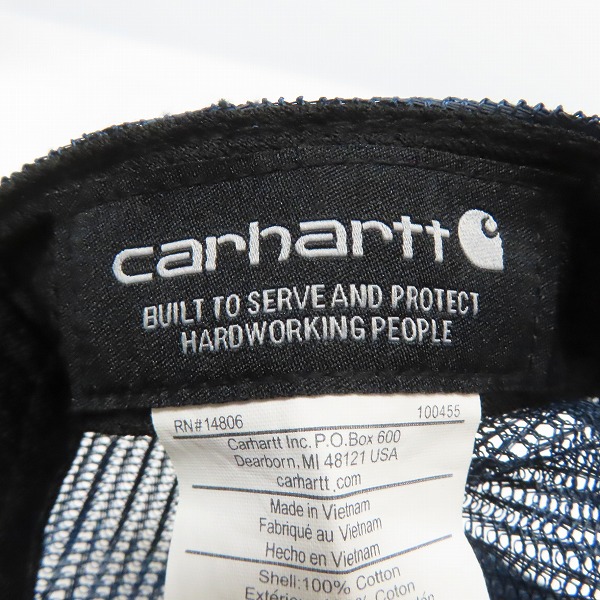 carhartt
BUILT TO SERVE AND PROTECT
HARDWORKING PEOPLE
RN#14806 100455
Carhartt Inc. P.O.Box 600
Dearborn, MI 48121 USA
carhartt.com
Made in Vietnam
Fabriqué au Vietnam
Hecho en Vietnam
Shell:100% Cotton
Cotton